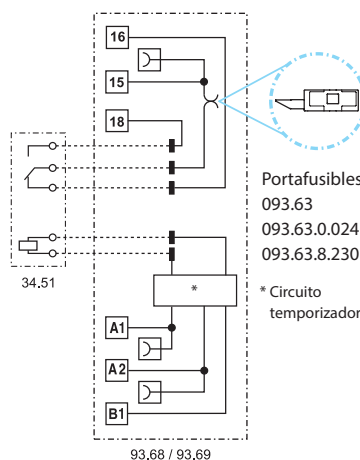 16
15
18
34.51
Portafusibles
093.63
093.63.0.024
093.63.8.230
* Circuito
temporizador
*
A1
A2
B1
93.68 / 93.69